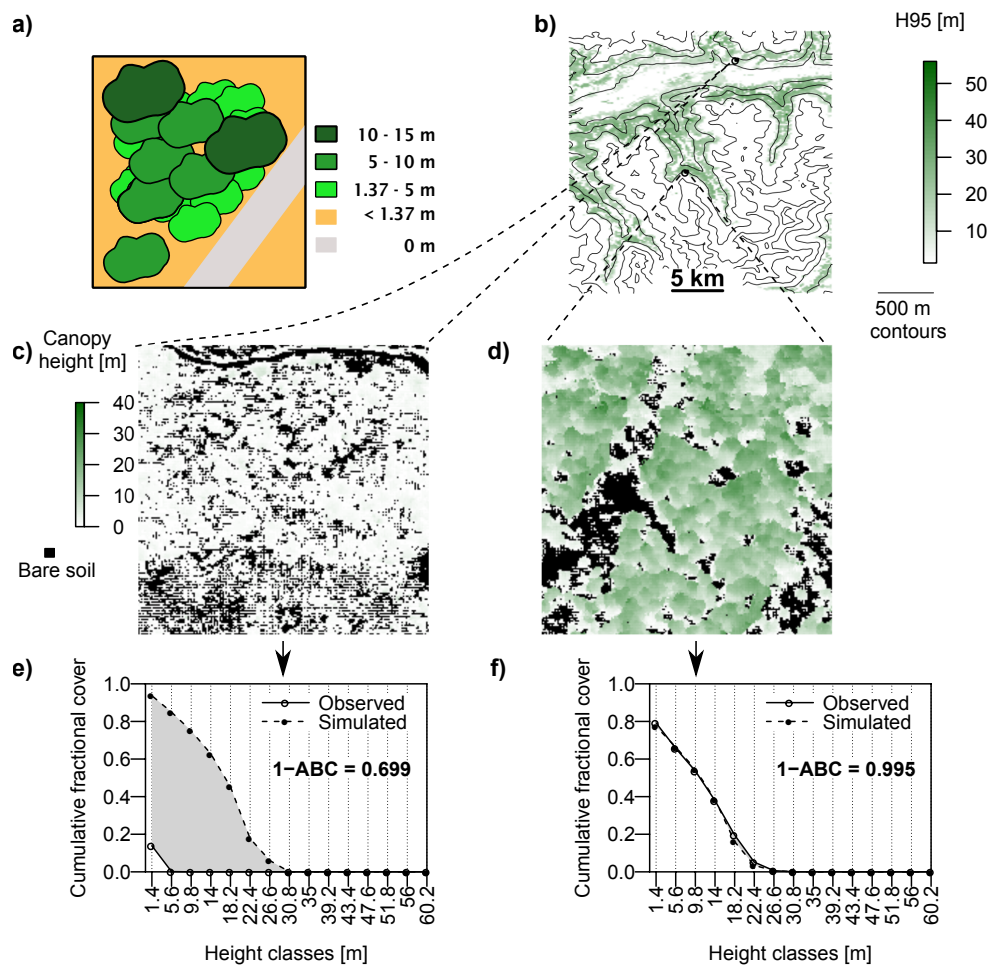 a)
10 - 15 m
5 - 10 m
1.37 - 5 m
< 1.37 m
0 m
b)
5 km
H95 [m]
50
40
30
20
10
500 m
contours
c)
Canopy
height [m]
40
30
20
10
0
Bare soil
d)
e)
Cumulative fractional cover
1.0
0.8
0.6
0.4
0.2
0.0
Observed
Simulated
1−ABC = 0.699
1.4
5.6
9.8
14
18.2
22.4
26.6
30.8
35
39.2
43.4
47.6
51.8
56
60.2
Height classes [m]
f)
Cumulative fractional cover
1.0
0.8
0.6
0.4
0.2
0.0
Observed
Simulated
1−ABC = 0.995
1.4
5.6
9.8
14
18.2
22.4
26.6
30.8
35
39.2
43.6
47.6
51.8
56
60.2
Height classes [m]